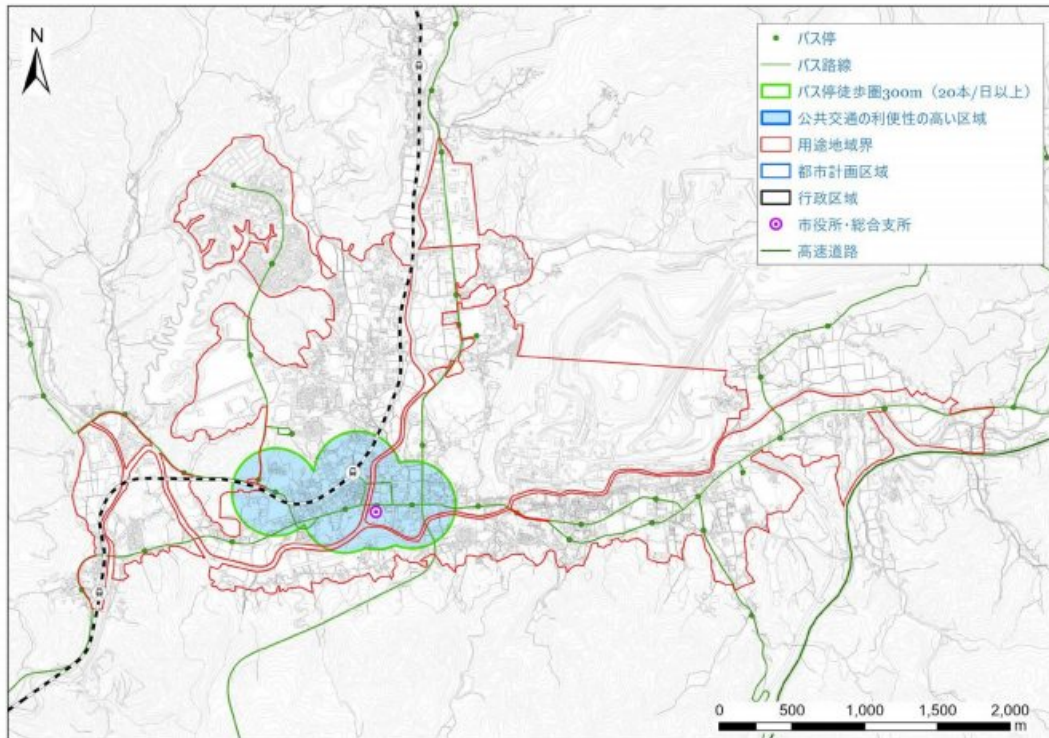 N
バス停
バス路線
バス停徒歩圏300m（20本/日以上）
公共交通の利便性の高い区域
用途地域界
都市計画区域
行政区域
市役所・総合支所
高速道路
0 500 1,000 1,500 2,000
m